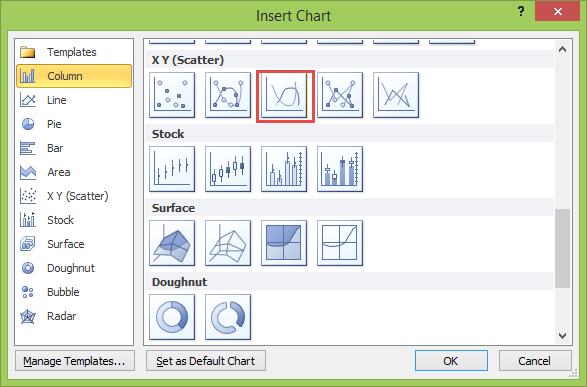 Insert Chart
?
Templates
Column
Line
Pie
Bar
Area
X Y (Scatter)
Stock
Surface
Doughnut
Bubble
Radar
X Y (Scatter)
Stock
Surface
Doughnut
Manage Templates...
Set as Default Chart
OK
Cancel